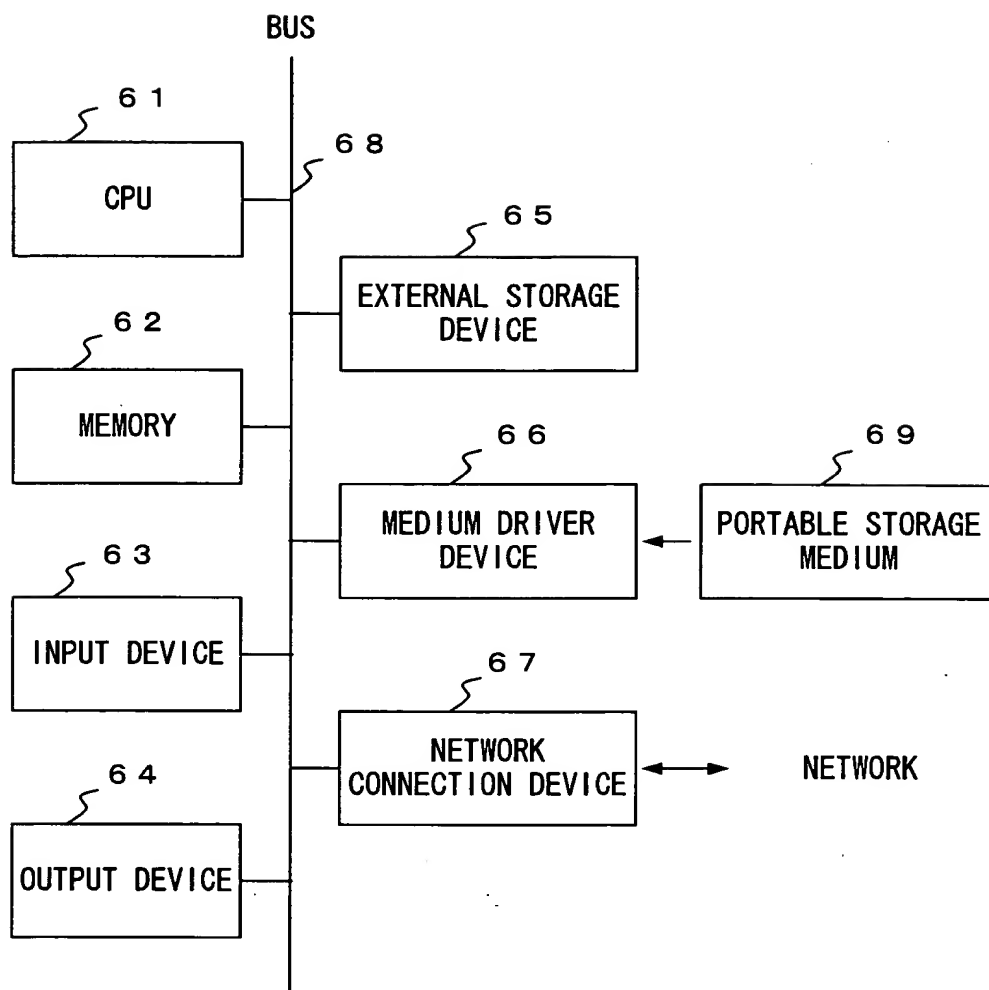 BUS
61
CPU
68
65
EXTERNAL STORAGE
DEVICE
62
MEMORY
66
MEDIUM DRIVER
DEVICE
69
PORTABLE STORAGE
MEDIUM
63
INPUT DEVICE
67
NETWORK
CONNECTION DEVICE
NETWORK
64
OUTPUT DEVICE